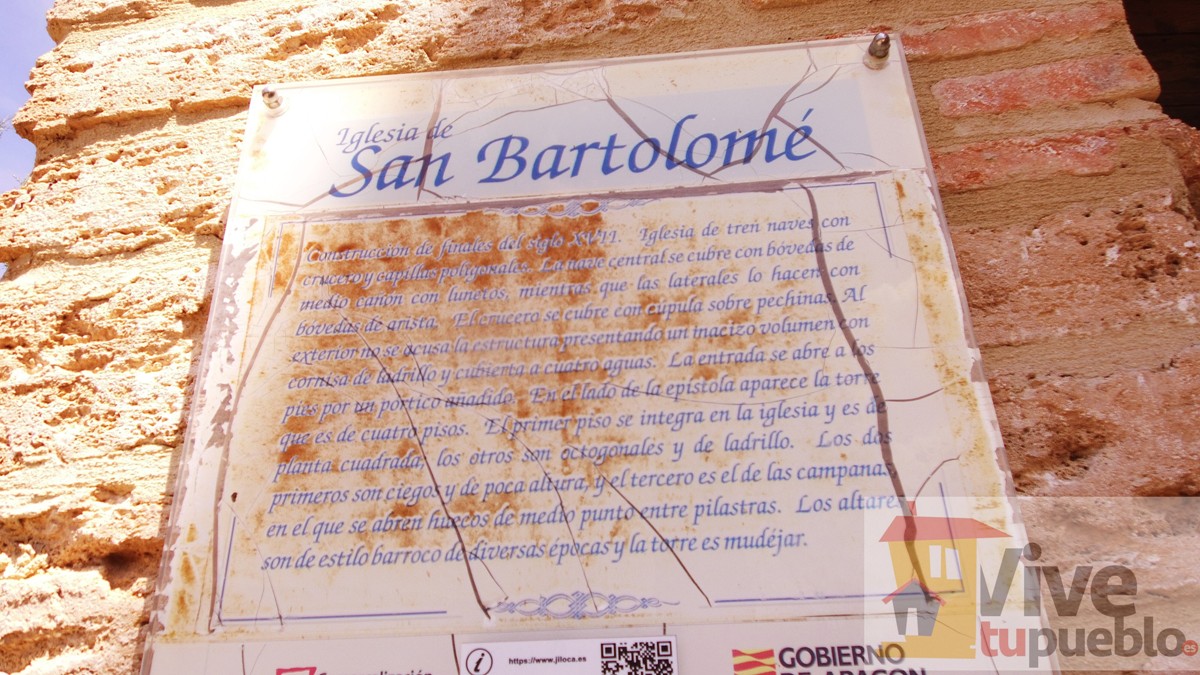 Iglesia de
San Bartolomé
Construcción de finales del siglo XVII. Iglesia de tren naves con
crucero y capillas poligonales. La nave central se cubre con bóvedas de
medio cañón con lunetos, mientras que las laterales lo hacen con
bóvedas de arista. El crucero se cubre con cúpula sobre pechinas. Al
exterior no se acusa la estructura presentando un macizo volumen con
cornisa de ladrillo y cubierta a cuatro aguas. La entrada se abre a los
pies por un pórtico añadido. En el lado de la epístola aparece la torre
que es de cuatro pisos. El primer piso se integra en la iglesia y es de
planta cuadrada, los otros son octogonales y de ladrillo. Los dos
primeros son ciegos y de poca altura, y el tercero es el de las campanas,
en el que se abren huecos de medio punto entre pilastras. Los altare
son de estilo barroco de diversas épocas y la torre es mudéjar.
https://www.jiloca.es
GOBIERNO
DE ARAGON
Vive
tupueblo.es